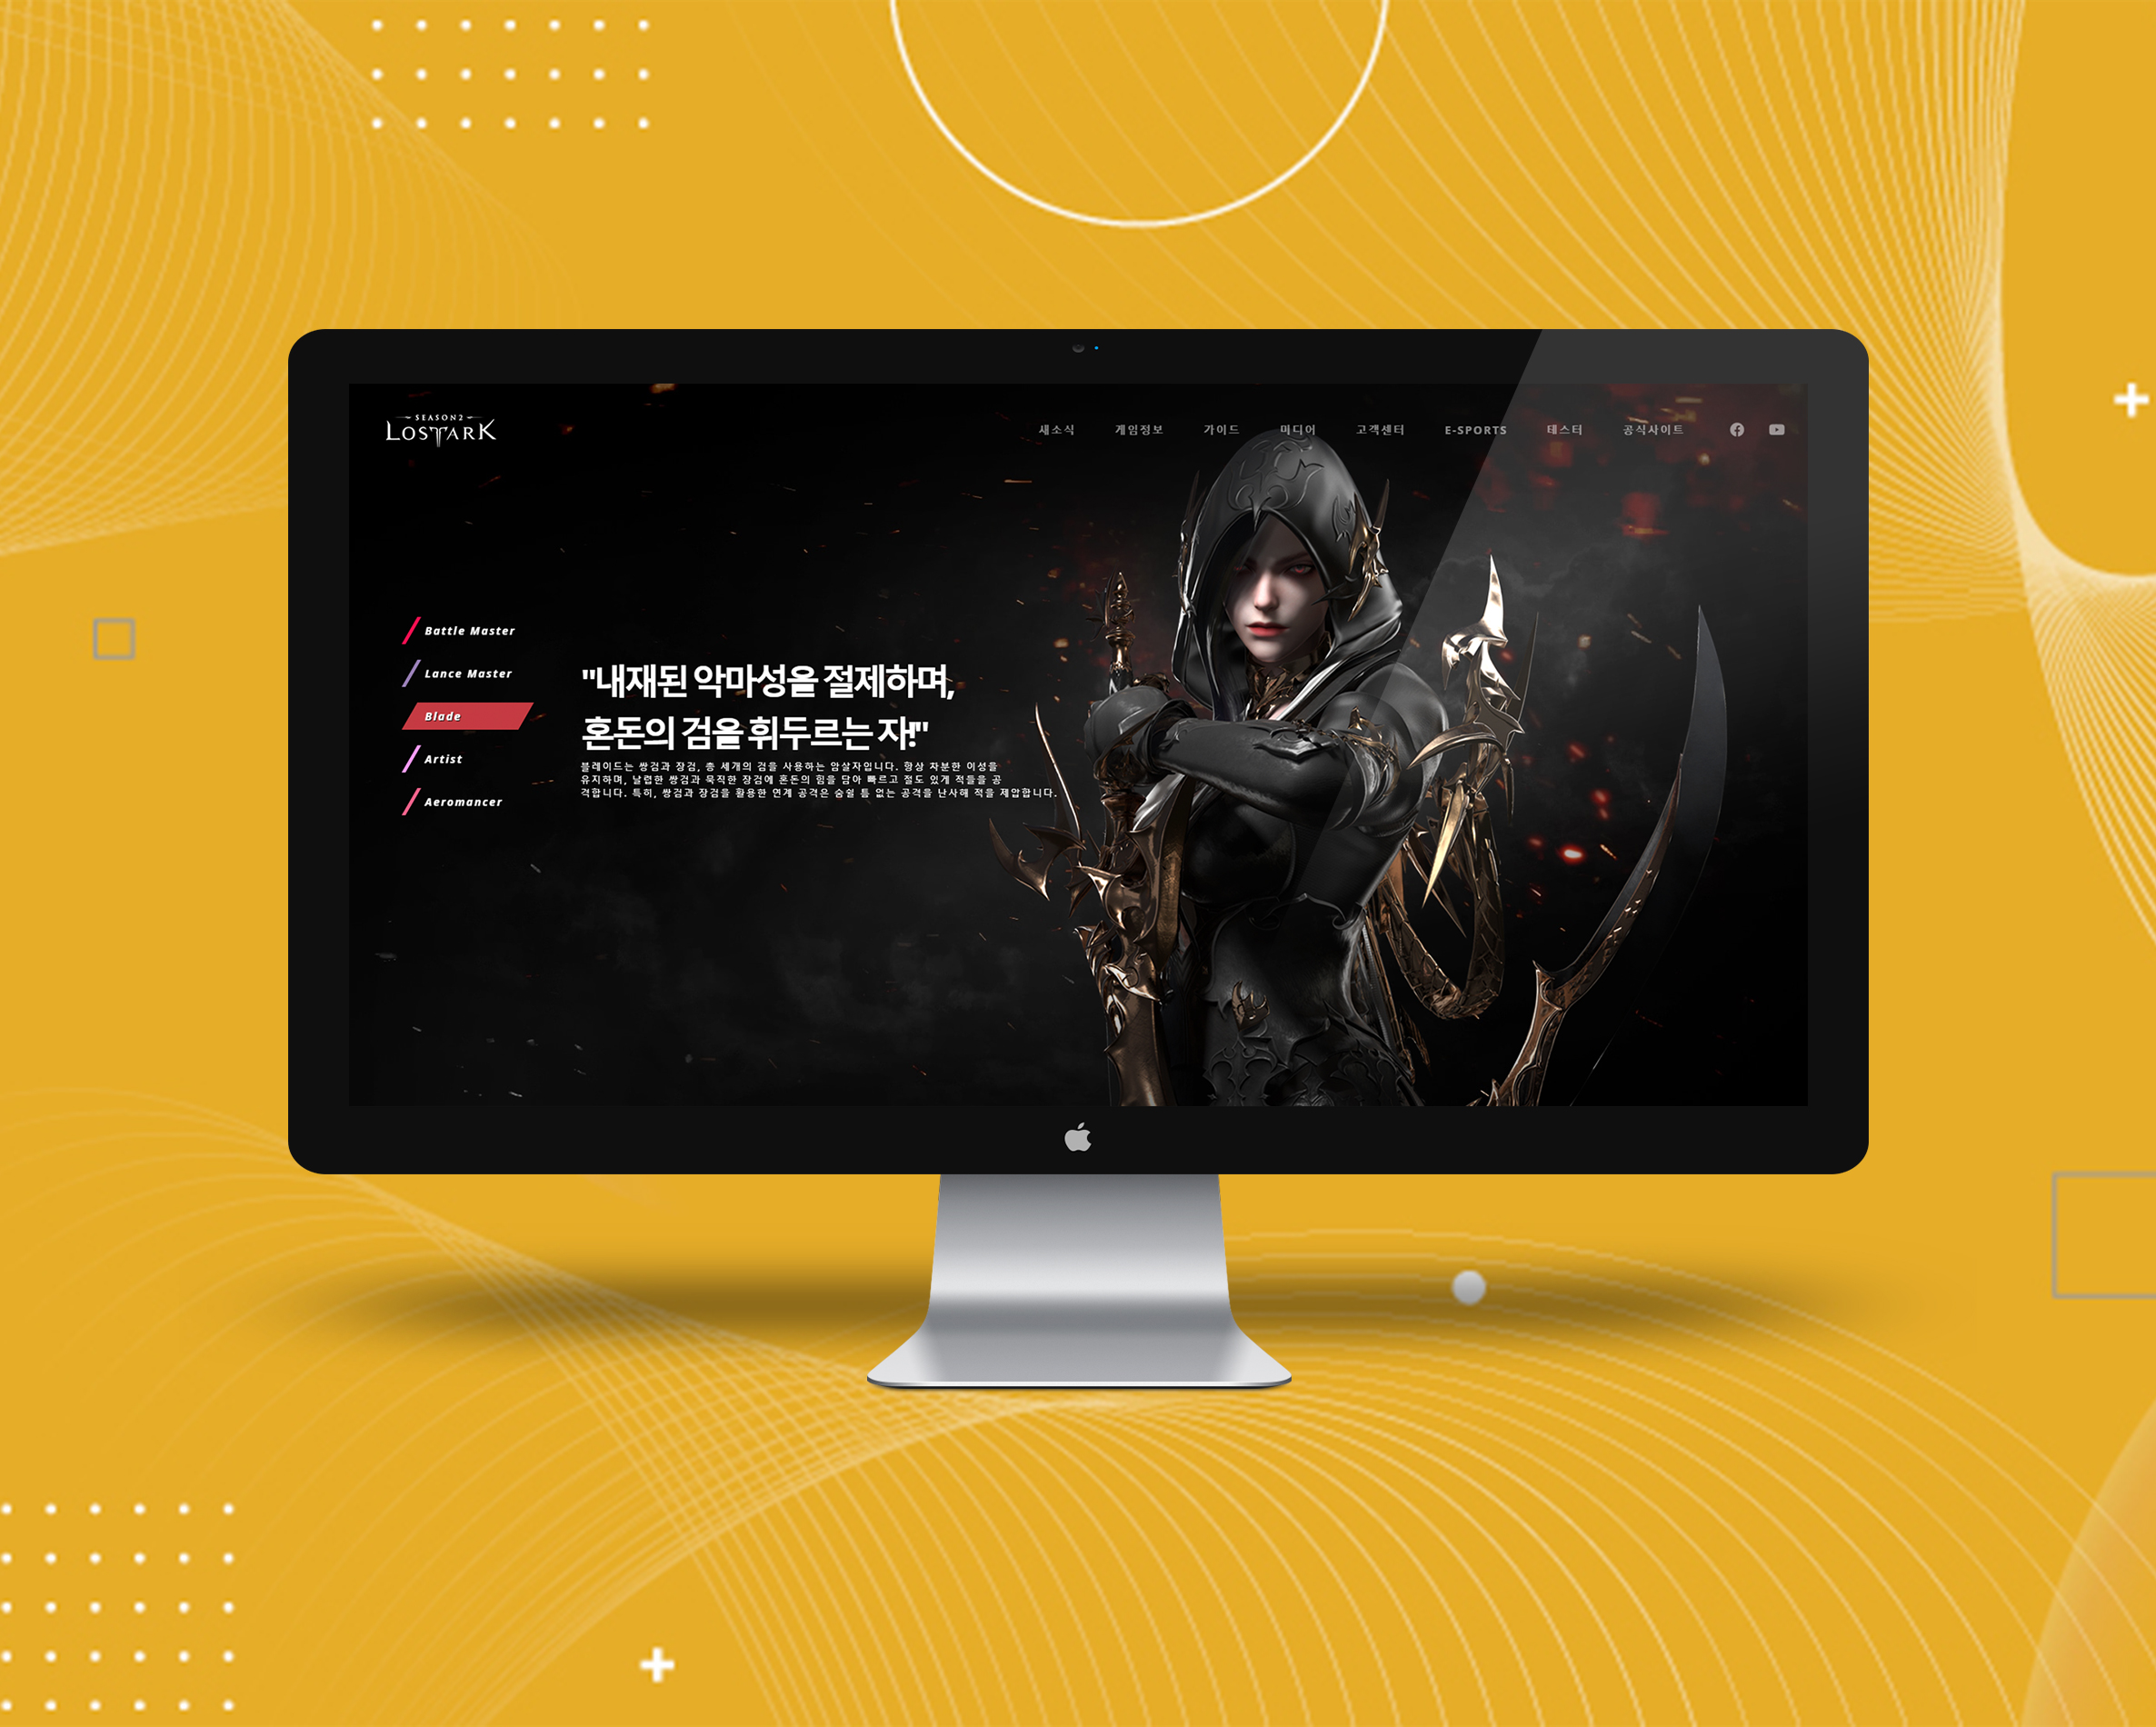 SEASON2
LOSTARK
새소식 게임정보 가이드 미디어 고객센터 E-SPORTS 테스터 공식사이트
Battle Master
Lance Master
Blade
Artist
Aeromancer
"내재된 악마성을 절제하며,
혼돈의 검을 휘두르는 자!"
블레이드는 쌍검과 장검, 총 세개의 검을 사용하는 암살자입니다. 항상 차분한 이성을
유지하며, 날렵한 쌍검과 묵직한 장검에 혼돈의 힘을 담아 빠르고 절도 있게 적들을 공
격합니다. 특히, 쌍검과 장검을 활용한 연계 공격은 숨쉴 틈 없는 공격을 난사해 적을 제압합니다.